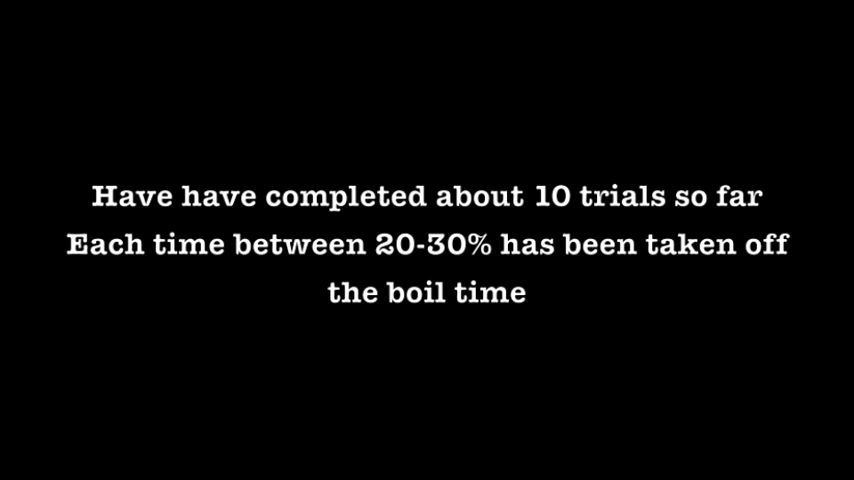 Have have completed about 10 trials so far
Each time between 20-30% has been taken off
the boil time